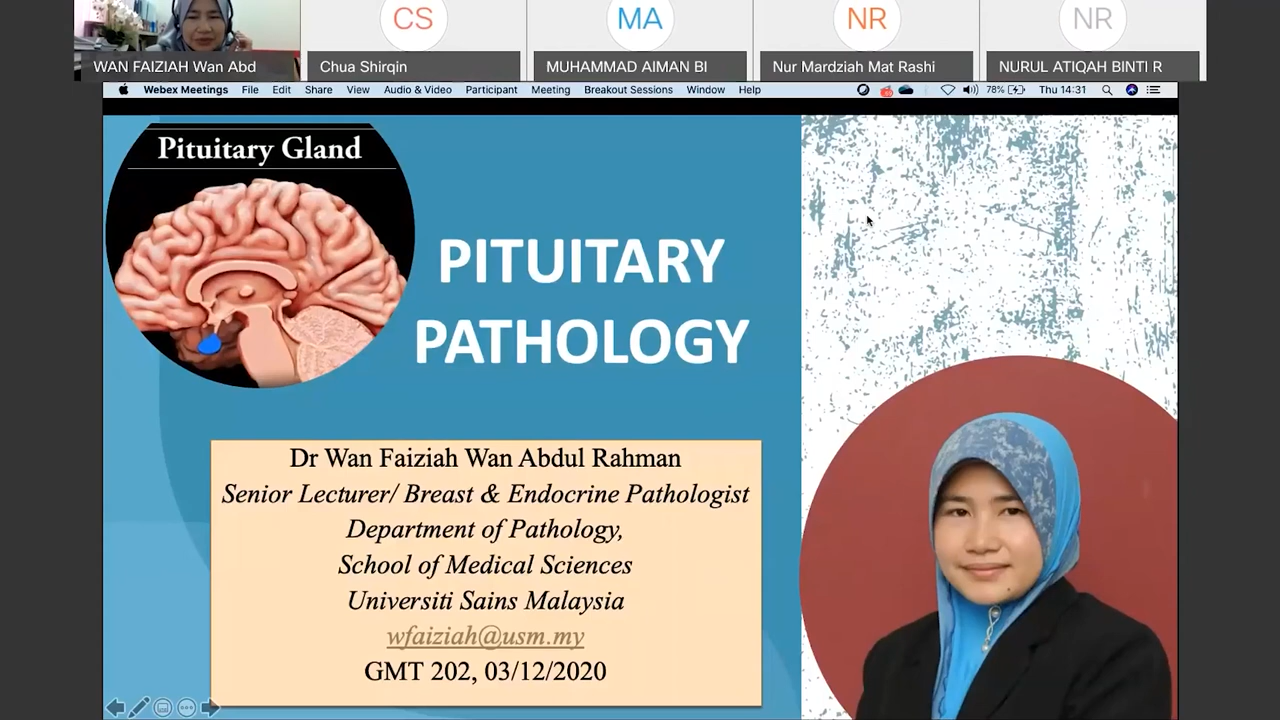 CS
MA
NR
NR
WAN FAIZIAH Wan Abd
Chua Shirqin
MUHAMMAD AIMAN BI
Nur Mardziah Mat Rashi
NURUL ATIQAH BINTI R
Webex Meetings File Edit Share View Audio & Video Participant Meeting Breakout Sessions Window Help 78% Thu 14:31
Pituitary Gland
PITUITARY
PATHOLOGY
Dr Wan Faiziah Wan Abdul Rahman
Senior Lecturer/ Breast & Endocrine Pathologist
Department of Pathology,
School of Medical Sciences
Universiti Sains Malaysia
wfaiziah@usm.my
GMT 202, 03/12/2020